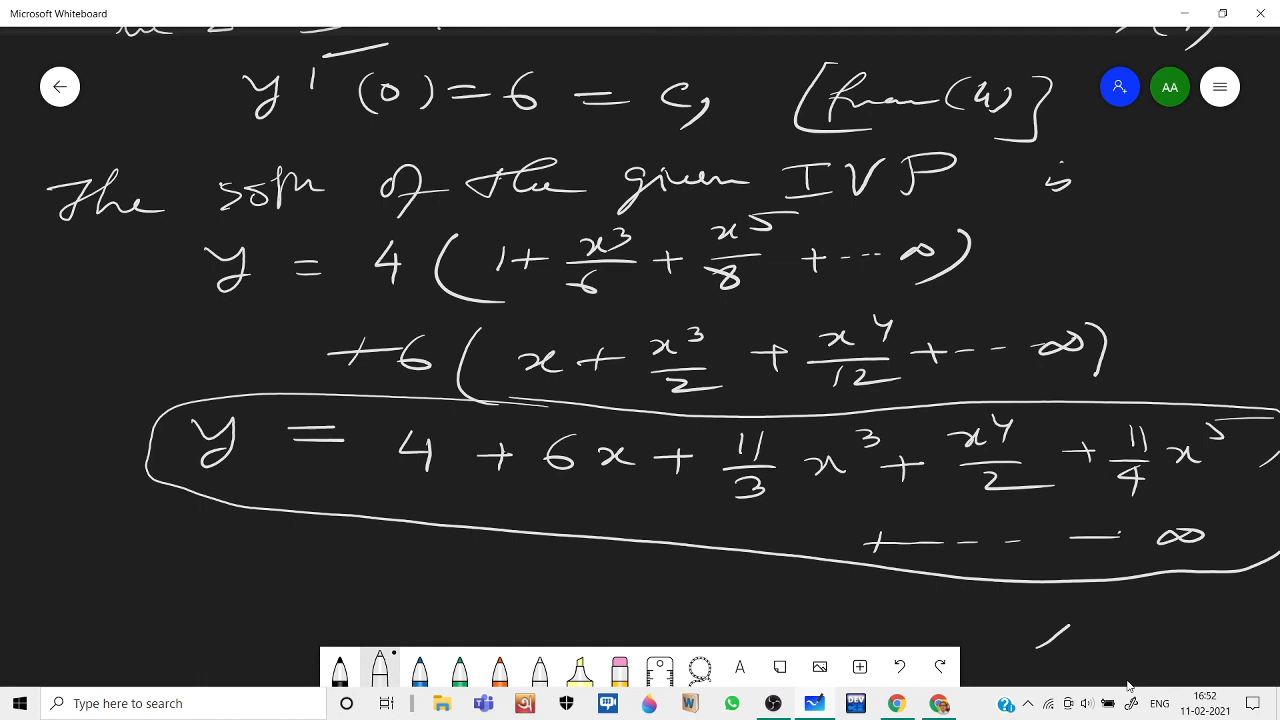 Microsoft Whiteboard
y'(0) = 6 = c₁ [from (4)]
AA
The soln of the given IVP is
y = 4 (1 + x³/6 + x⁵/8 + ... ∞)
+ 6 (x + x³/2 + x⁴/12 + -- - ∞)
y = 4 + 6x + 11/3 x³ + x⁴/2 + 11/4 x⁵
+ --- - ∞
A
Type here to search
DEV
ENG
16:52
11-02-2021